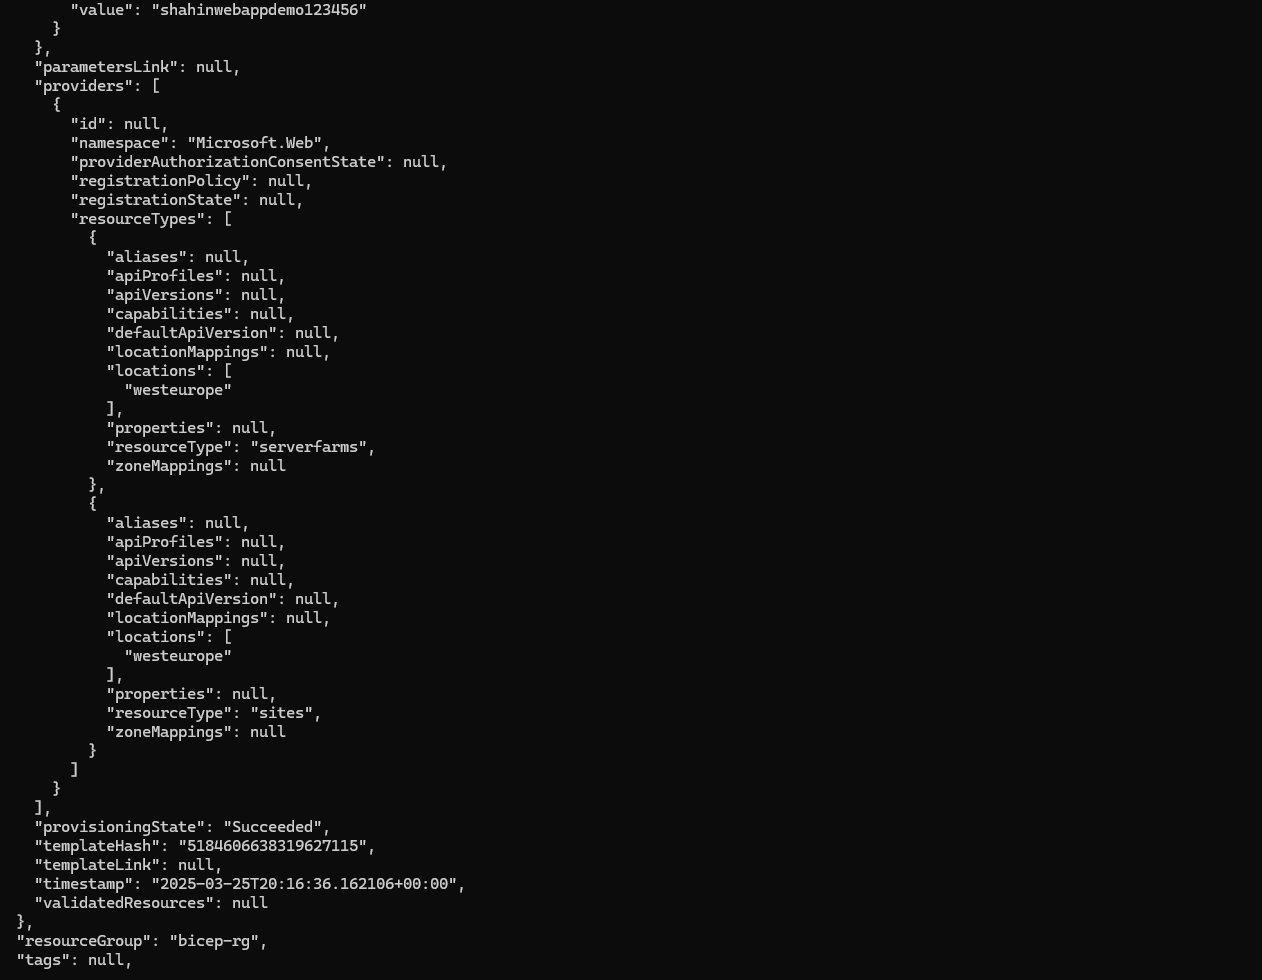 "value": "shahinwebappdemo123456"
}
},
"parametersLink": null,
"providers": [
{
"id": null,
"namespace": "Microsoft.Web",
"providerAuthorizationConsentState": null,
"registrationPolicy": null,
"registrationState": null,
"resourceTypes": [
{
"aliases": null,
"apiProfiles": null,
"apiVersions": null,
"capabilities": null,
"defaultApiVersion": null,
"locationMappings": null,
"locations": [
"westeurope"
],
"properties": null,
"resourceType": "serverfarms",
"zoneMappings": null
},
{
"aliases": null,
"apiProfiles": null,
"apiVersions": null,
"capabilities": null,
"defaultApiVersion": null,
"locationMappings": null,
"locations": [
"westeurope"
],
"properties": null,
"resourceType": "sites",
"zoneMappings": null
}
]
}
],
"provisioningState": "Succeeded",
"templateHash": "5184606638319627115",
"templateLink": null,
"timestamp": "2025-03-25T20:16:36.162106+00:00",
"validatedResources": null
},
"resourceGroup": "bicep-rg",
"tags": null,